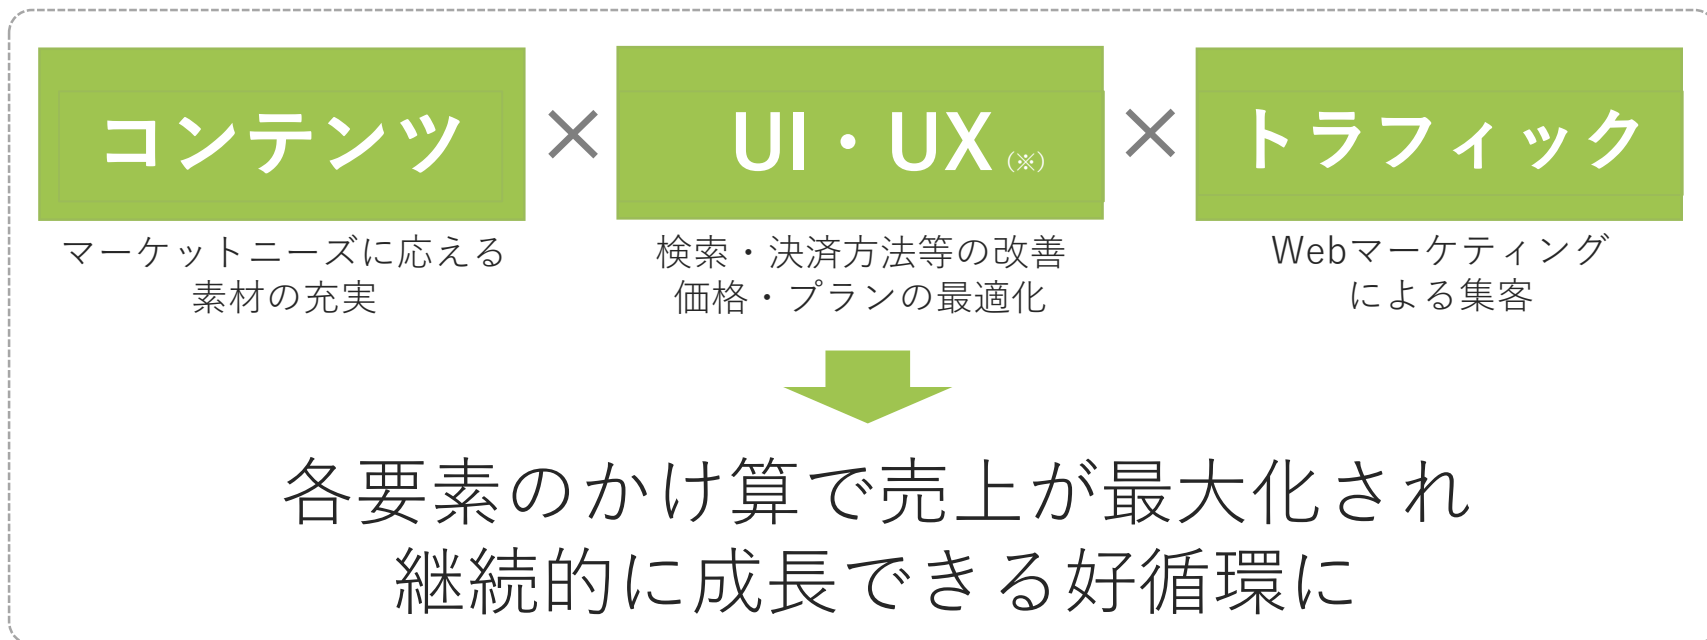 コンテンツ × UI・UX(※) × トラフィック
マーケットニーズに応える
素材の充実
検索・決済方法等の改善
価格・プランの最適化
Webマーケティング
による集客
各要素のかけ算で売上が最大化され
継続的に成長できる好循環に